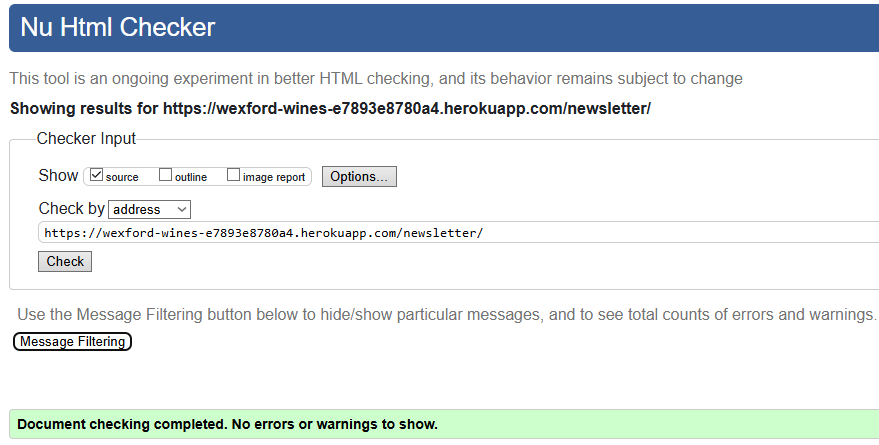 Nu Html Checker
This tool is an ongoing experiment in better HTML checking, and its behavior remains subject to change
Showing results for https://wexford-wines-e7893e8780a4.herokuapp.com/newsletter/
Checker Input
Show source outline image report Options...
Check by address
https://wexford-wines-e7893e8780a4.herokuapp.com/newsletter/
Check
Use the Message Filtering button below to hide/show particular messages, and to see total counts of errors and warnings.
Message Filtering
Document checking completed. No errors or warnings to show.